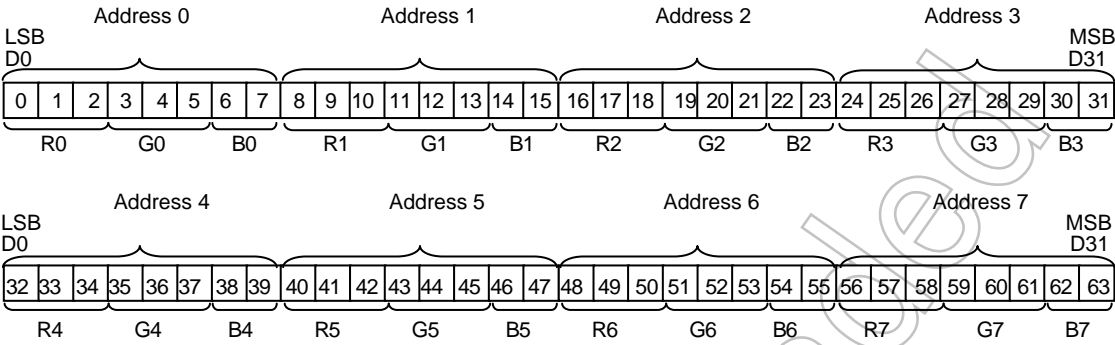 Address 0 Address 1 Address 2 Address 3
LSB MSB
D0 D31
0 1 2 3 4 5 6 7 8 9 10 11 12 13 14 15 16 17 18 19 20 21 22 23 24 25 26 27 28 29 30 31
R0 G0 B0 R1 G1 B1 R2 G2 B2 R3 G3 B3
Address 4 Address 5 Address 6 Address 7
LSB MSB
D0 D31
32 33 34 35 36 37 38 39 40 41 42 43 44 45 46 47 48 49 50 51 52 53 54 55 56 57 58 59 60 61 62 63
R4 G4 B4 R5 G5 B5 R6 G6 B6 R7 G7 B7